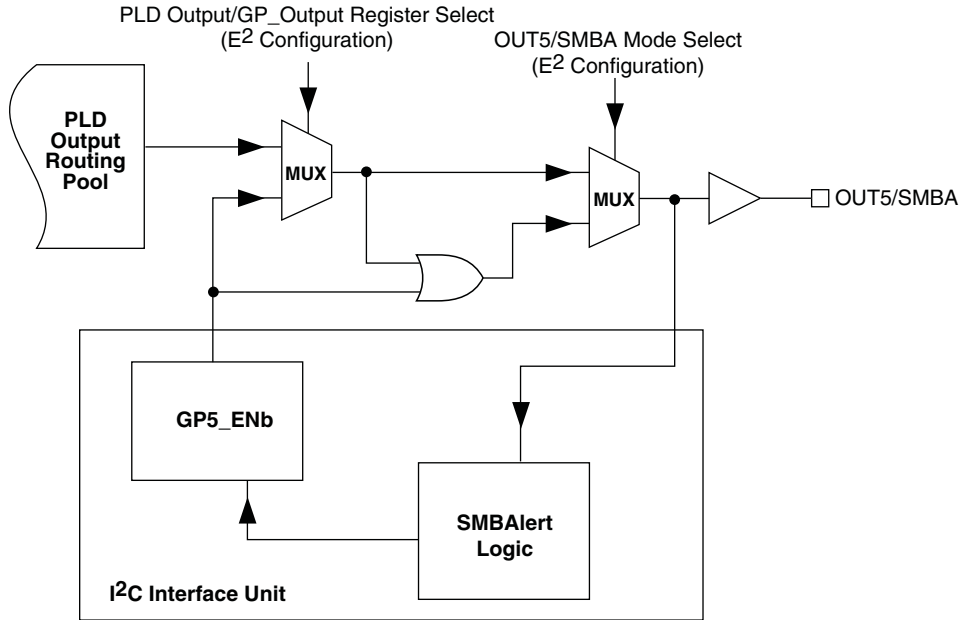 PLD Output/GP_Output Register Select
(E² Configuration)
OUT5/SMBA Mode Select
(E² Configuration)
PLD
Output
Routing
Pool
MUX
MUX
OUT5/SMBA
GP5_ENb
SMBAlert
Logic
I²C Interface Unit